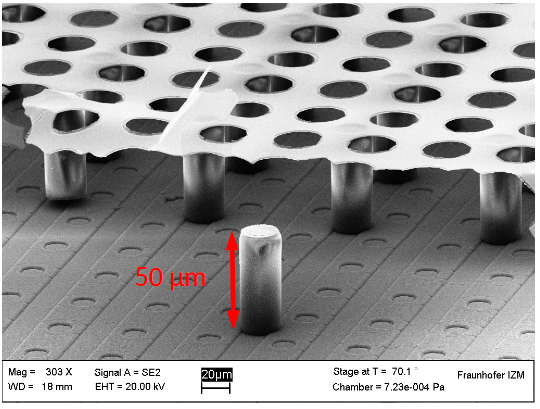 50 µm
Mag = 303 X Signal A = SE2 20µm Stage at T = 70.1 ° Fraunhofer IZM
WD = 18 mm EHT = 20.00 kV Chamber = 7.23e-004 Pa